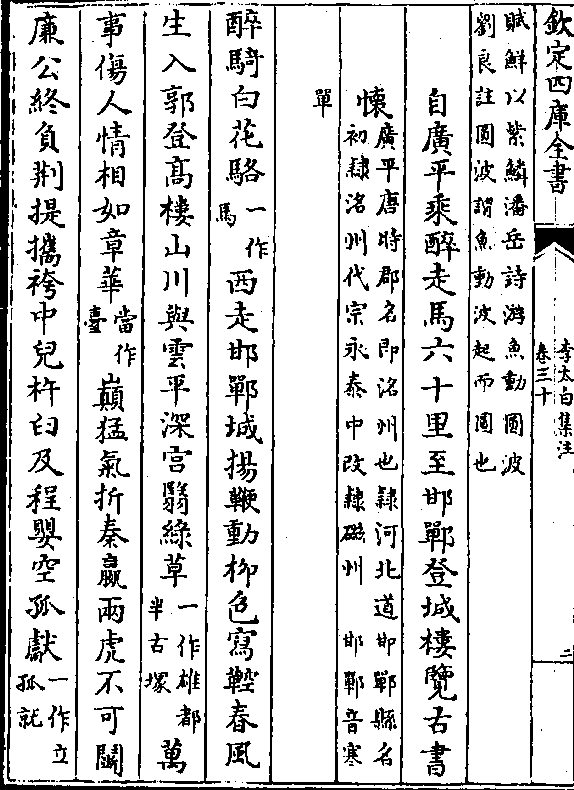 欽定四庫全書
李太白集注
卷三十
二
賦鮮以紫鱗潘岳詩游魚動圓波
劉良註圓波謂魚動波起而圓也
自廣平乘醉走馬六十里至邯鄲登城樓覽古書
懷
廣平唐時郡名即洺州也隷河北道邯鄲縣名
初隷洺州代宗永泰中改隷磁州 邯鄲音寒
單
醉騎白花駱
一作
馬
西走邯鄲城揚鞭動栁色寫鞚春風
生入郭登髙樓山川與雲平深宮翳綠草
一作雄都
半古塚
萬
事傷人情相如章華
當作
臺
巔猛氣折秦嬴兩虎不可鬭
廉公終負荆提攜袴中兒杵臼及程嬰空孤獻
一作立
孤就